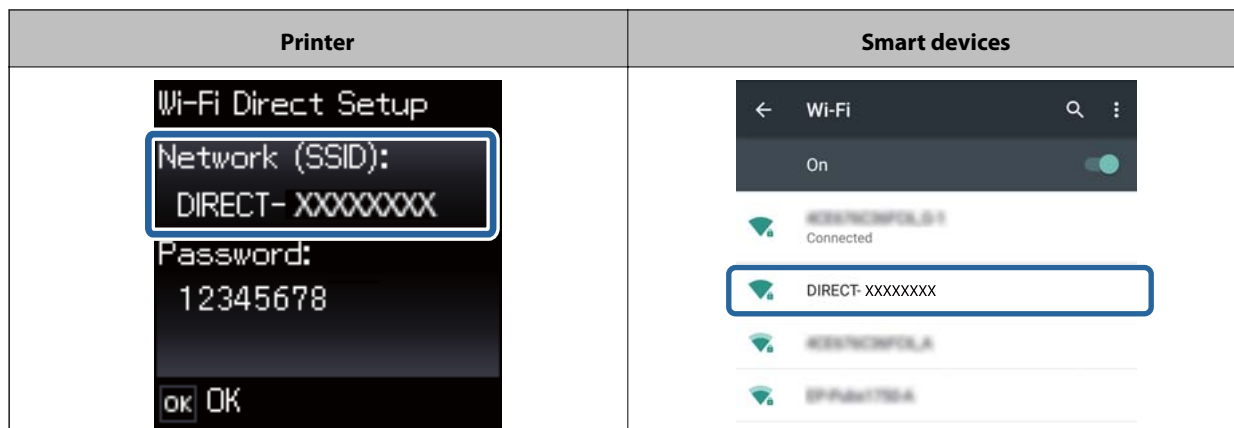 Printer
Smart devices
Wi-Fi Direct Setup
Network (SSID):
DIRECT- XXXXXXXX
Password:
12345678
OK OK
Wi-Fi
On
Connected
DIRECT- XXXXXXXX